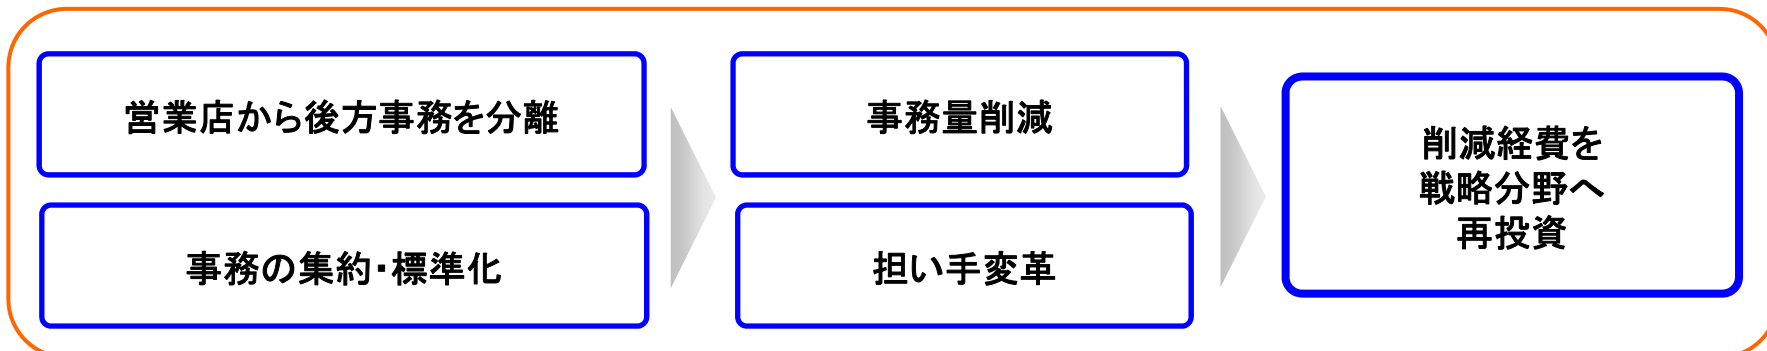 営業店から後方事務を分離
事務の集約・標準化
事務量削減
担い手変革
削減経費を
戦略分野へ
再投資